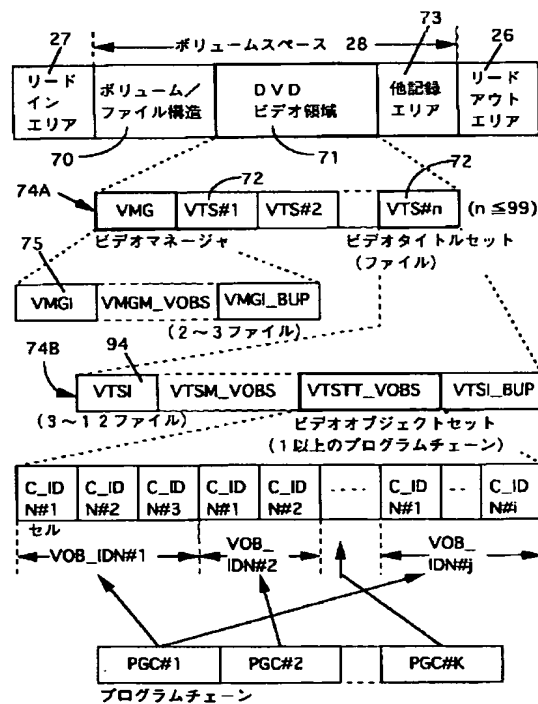 27
ボリュームスペース 28
73
26
リード
イン
エリア
ボリューム/
ファイル構造
DVD
ビデオ領域
他記録
エリア
リード
アウト
エリア
70
71
74A
72
72
VMG
VTS#1
VTS#2
VTS#n
(n≦99)
ビデオマネージャ
ビデオタイトルセット
(ファイル)
75
VMGI
VMGM_VOBS
VMGI_BUP
(2～3ファイル)
74B
94
VTSI
VTSM_VOBS
VTSTT_VOBS
VTSI_BUP
(3～12ファイル)
ビデオオブジェクトセット
(1以上のプログラムチェーン)
C_ID
N#1
C_ID
N#2
C_ID
N#3
C_ID
N#1
C_ID
N#2
C_ID
N#1
C_ID
N#i
セル
VOB_IDN#1
VOB_
IDN#2
VOB_
IDN#j
PGC#1
PGC#2
PGC#K
プログラムチェーン